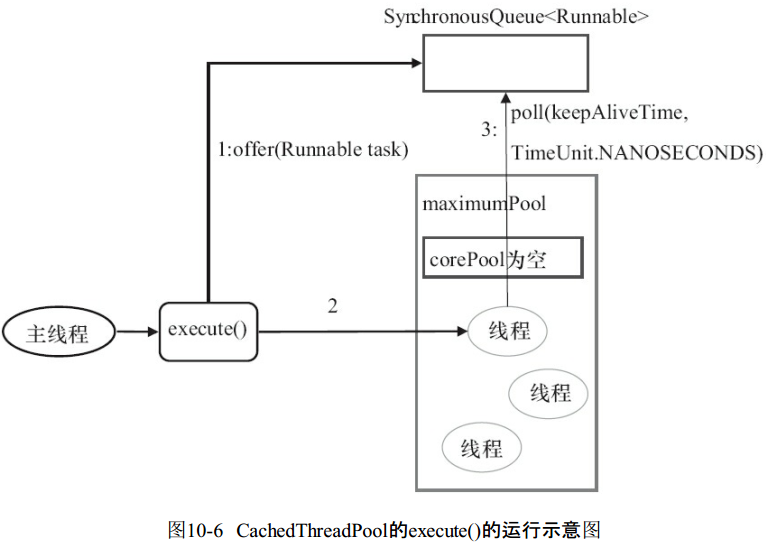 SynchronousQueue<Runnable>
poll(keepAliveTime,
3:
TimeUnit.NANOSECONDS)
1:offer(Runnable task)
maximumPool
corePool为空
2
主线程
execute()
线程
线程
线程
图10-6 CachedThreadPool的execute()的运行示意图